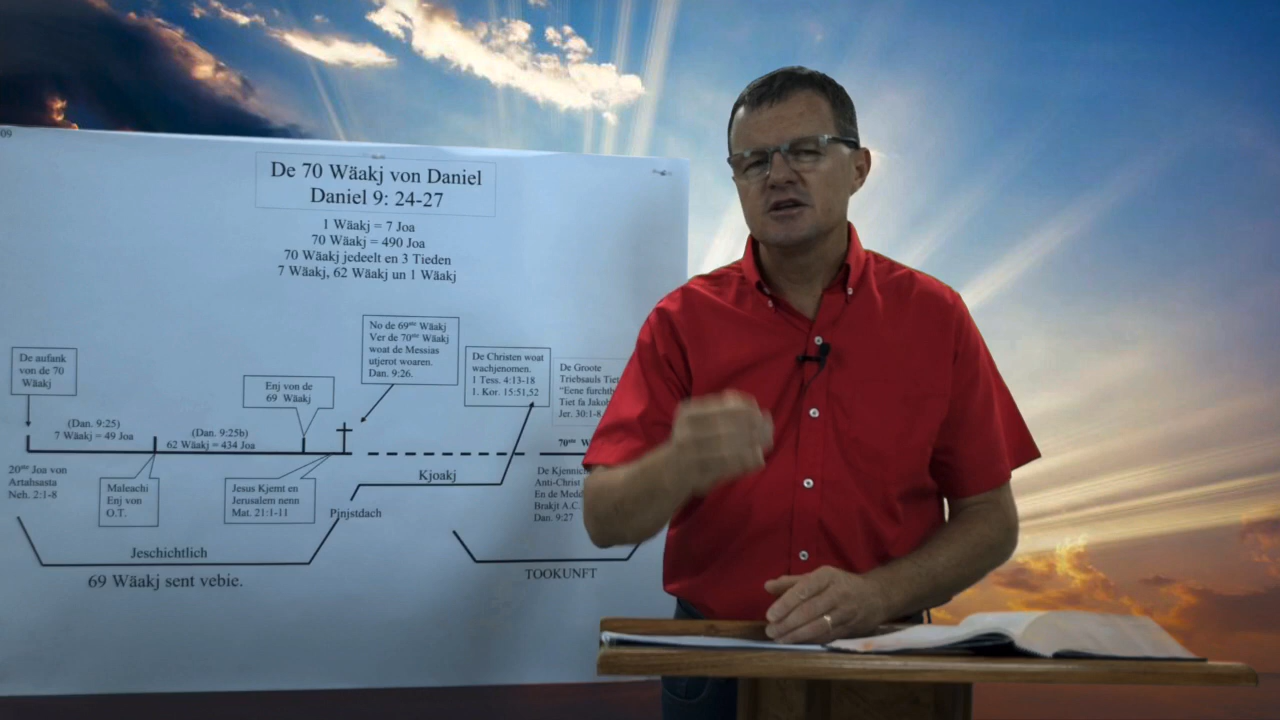 09
De 70 Wäakj von Daniel
Daniel 9: 24-27
1 Wäakj = 7 Joa
70 Wäakj = 490 Joa
70 Wäakj jedeelt en 3 Tieden
7 Wäakj, 62 Wäakj un 1 Wäakj
De aufank
von de 70
Wäakj
Enj von de
69 Wäakj
No de 69ste Wäakj
Ver de 70ste Wäakj
woat de Messias
utjerot woaren.
Dan. 9:26.
De Christen woat
wachjenomen.
1 Tess. 4:13-18
1. Kor. 15:51,52
De Groote
Triebsauls
"Eene
Tiet fa
Jer. 30:1-8
(Dan. 9:25)
7 Wäakj = 49 Joa
(Dan. 9:25b)
62 Wäakj = 434 Joa
70ste
20ste Joa von
Artahsasta
Neh. 2:1-8
Maleachi
Enj von
O.T.
Jesus Kjemt en
Jerusalem nenn
Mat. 21:1-11
Kjoakj
Pinjstdach
De
Anti-Christ
En de
Brakjt A.C.
Dan. 9:27
Jeschichtlich
69 Wäakj sent vebie.
TOOKUNFT